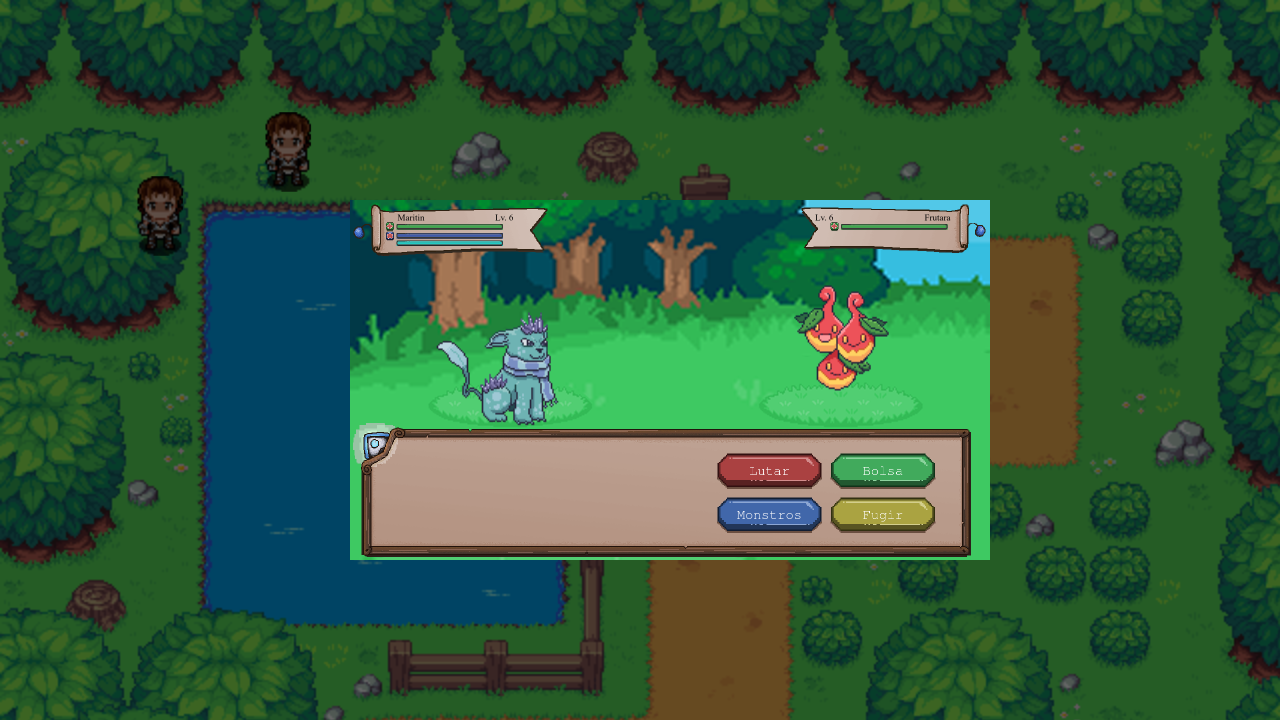 Maritin Lv. 6
Lv. 6 Frutara
Lutar
Bolsa
Monstros
Fugir